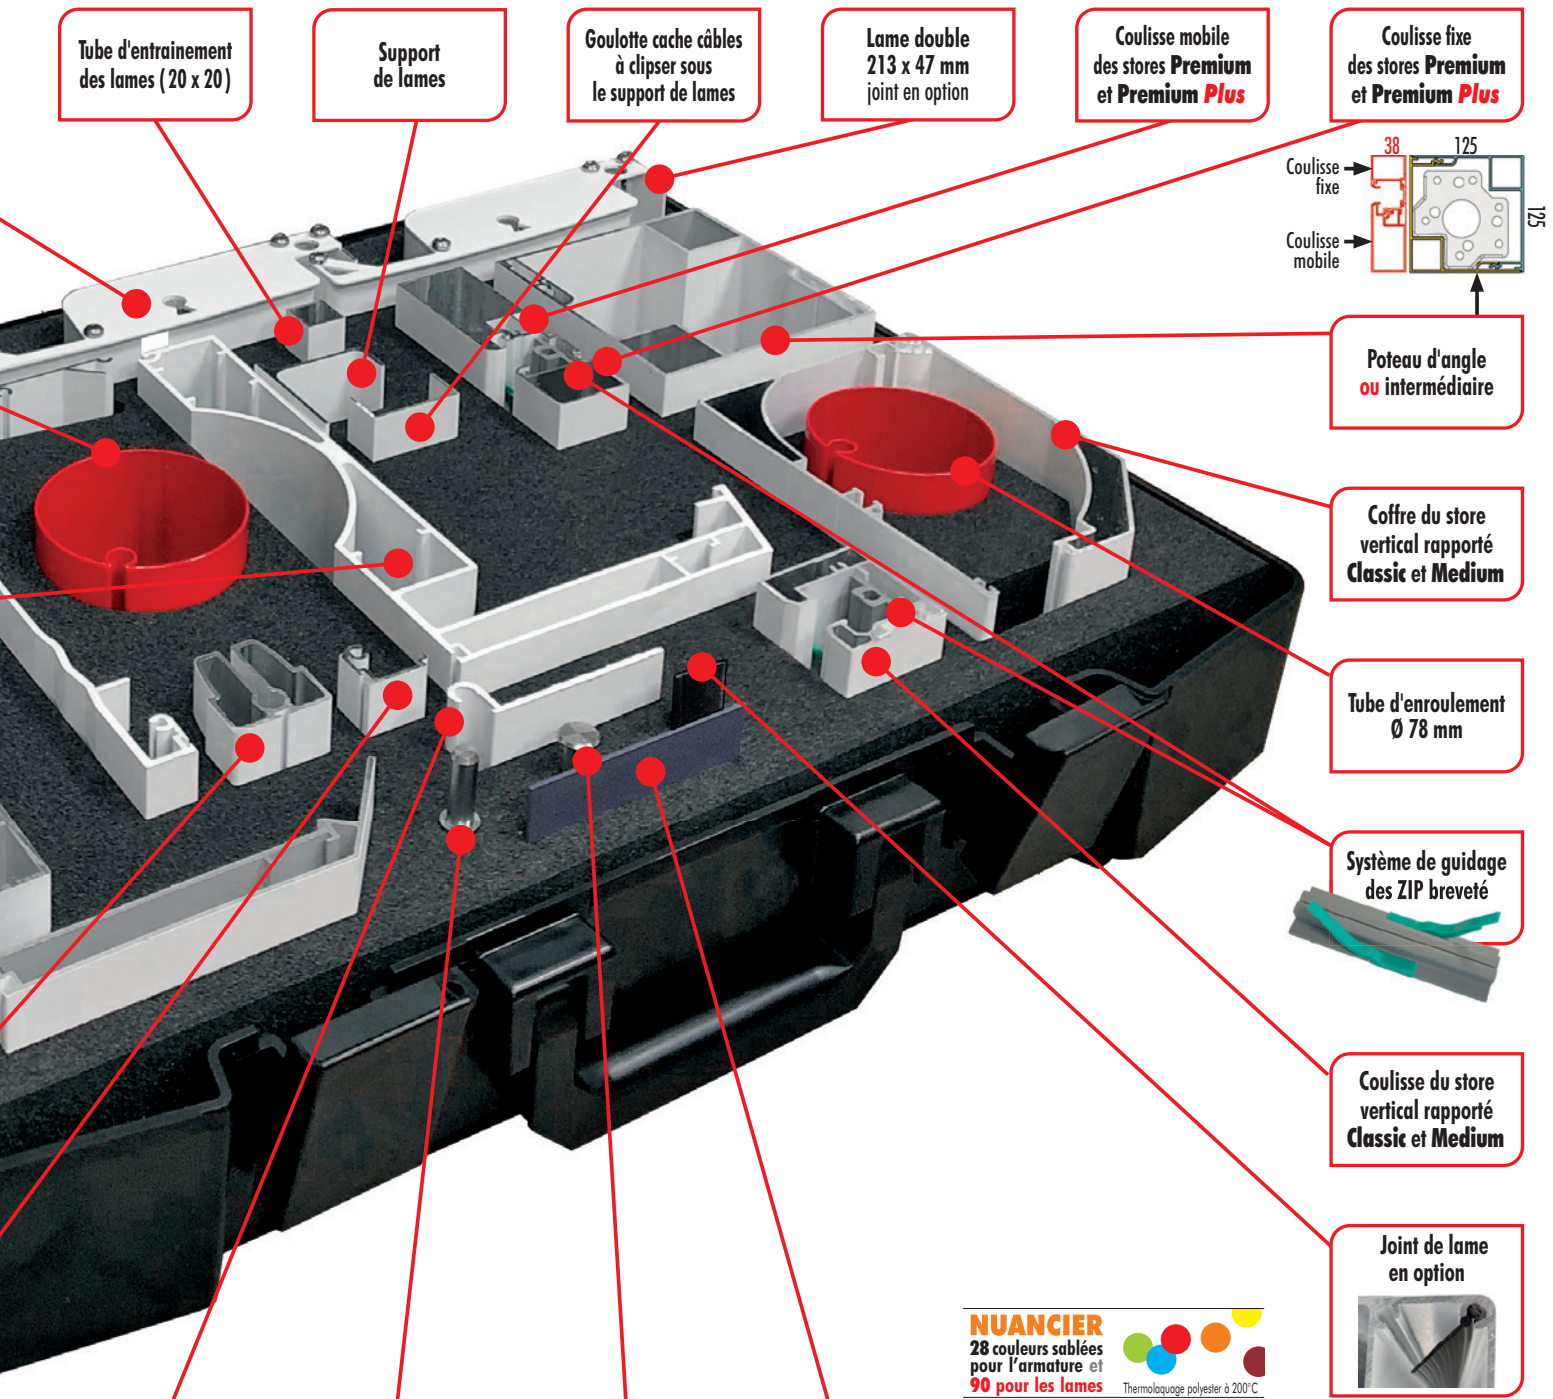 Tube d'entrainement
des lames ( 20 x 20 )
Support
de lames
Goulotte cache câbles
à clipser sous
le support de lames
Lame double
213 x 47 mm
joint en option
Coulisse mobile
des stores Premium
et Premium Plus
Coulisse fixe
des stores Premium
et Premium Plus
38
125
Coulisse
fixe
125
Coulisse
mobile
Poteau d'angle
ou intermédiaire
Coffre du store
vertical rapporté
Classic et Medium
Tube d'enroulement
Ø 78 mm
Système de guidage
des ZIP breveté
Coulisse du store
vertical rapporté
Classic et Medium
Joint de lame
en option
NUANCIER
28 couleurs sablées
pour l'armature et
90 pour les lames
Thermolaquage polyester à 200°C